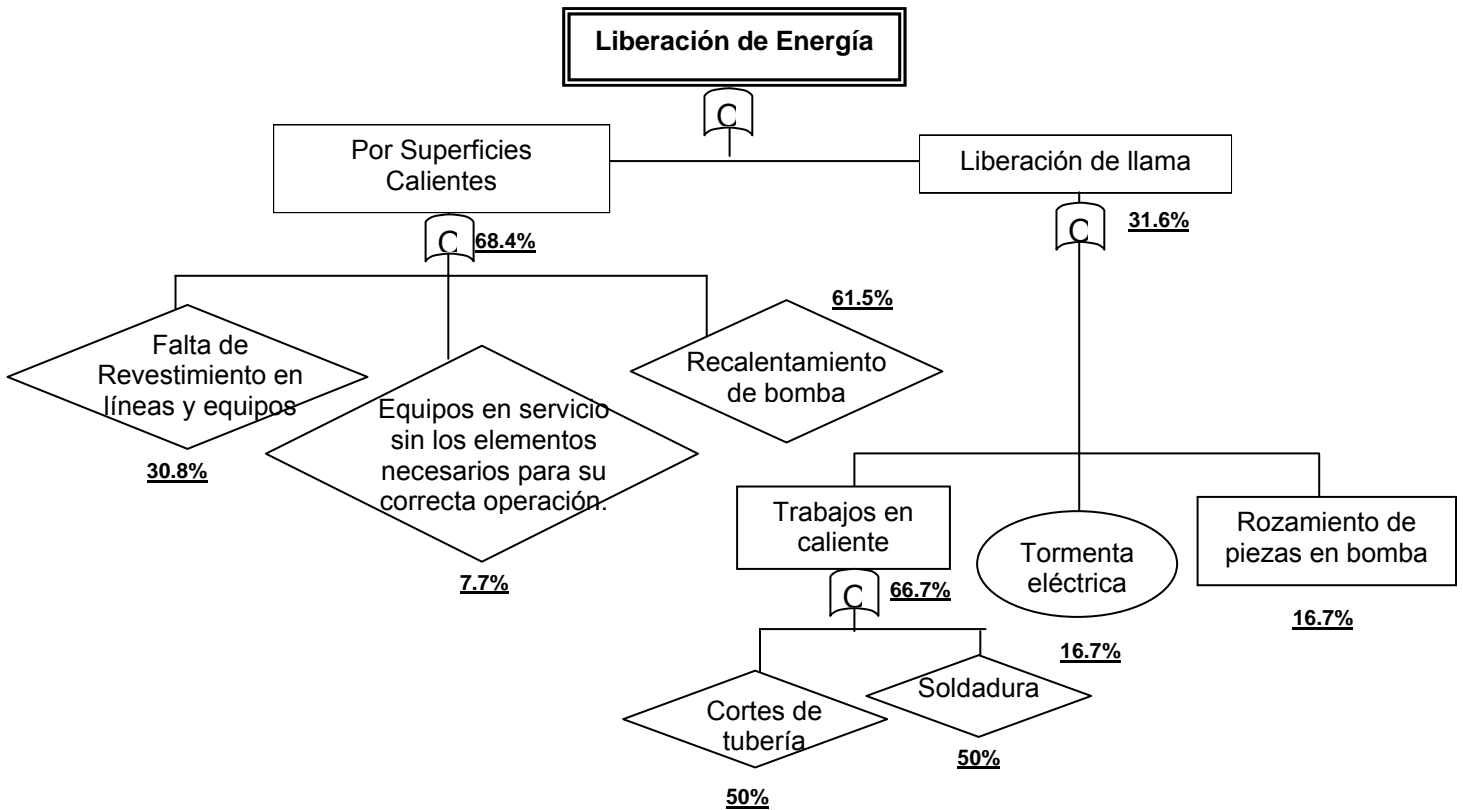 Liberación de Energía
C
Por Superficies
Calientes
Liberación de llama
C
68.4%
C
31.6%
Falta de
Revestimiento en
líneas y equipos
30.8%
Equipos en servicio
sin los elementos
necesarios para su
correcta operación.
7.7%
61.5%
Recalentamiento
de bomba
Trabajos en
caliente
C
66.7%
Tormenta
eléctrica
16.7%
Rozamiento de
piezas en bomba
16.7%
Cortes de
tubería
50%
Soldadura
50%